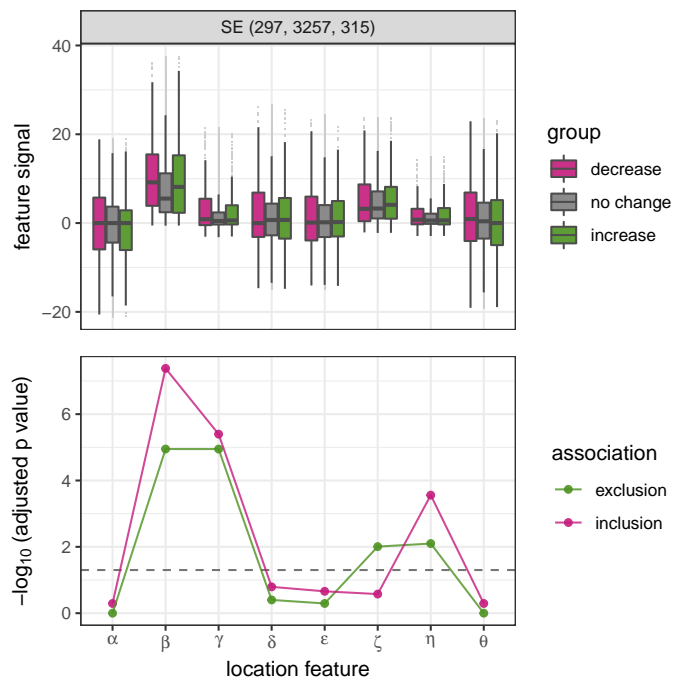 SE (297, 3257, 315)
feature signal
40
20
0
−20
group
decrease
no change
increase
−log10 (adjusted p value)
6
4
2
0
α β γ δ ε ζ η θ
location feature
association
exclusion
inclusion